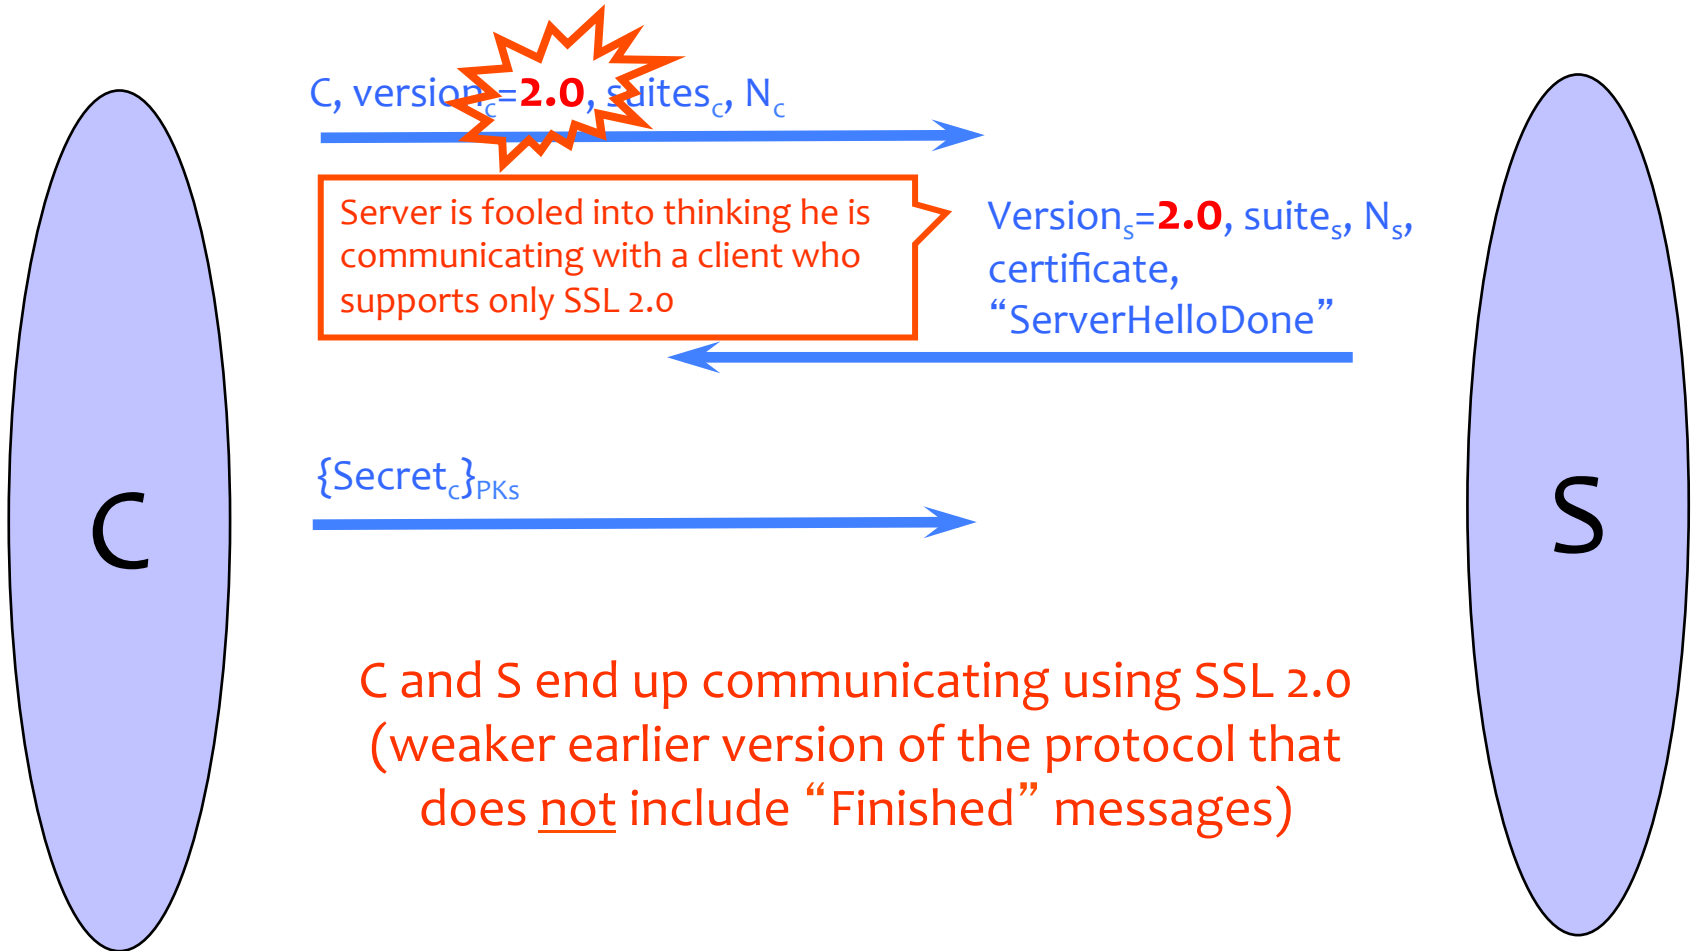 C, version_c=2.0, suites_c, N_c
Server is fooled into thinking he is
communicating with a client who
supports only SSL 2.0
Version_s=2.0, suite_s, N_s,
certificate,
“ServerHelloDone”
{Secret_c}_PKs
C
S
C and S end up communicating using SSL 2.0
(weaker earlier version of the protocol that
does not include “Finished” messages)